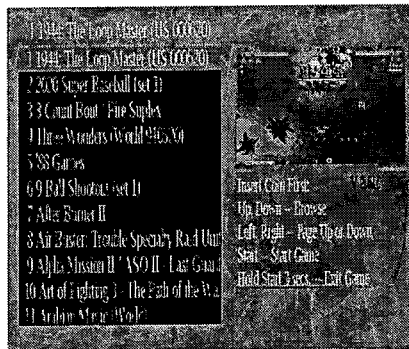 1 1944: The Loop Master (US 000620)
1 1944: The Loop Master (US 000620)
2 2020 Super Baseball (set 1)
3 3 Count Bout / Fire Suplex
4 Three Wonders (World 910520)
5 '88 Games
6 9 Ball Shootout (set 1)
7 After Burner II
8 Air Buster: Trouble Specialty Raid Unit
9 Alpha Mission II / ASO II - Last Guar
10 Art of Fighting 3 - The Path of the Wa
11 Arabian Magic (World)
Insert Coin First
Up, Down -- Browse
Left, Right -- Page Up or Down
Start -- Start Game
Hold Start 3 secs. -- Exit Game